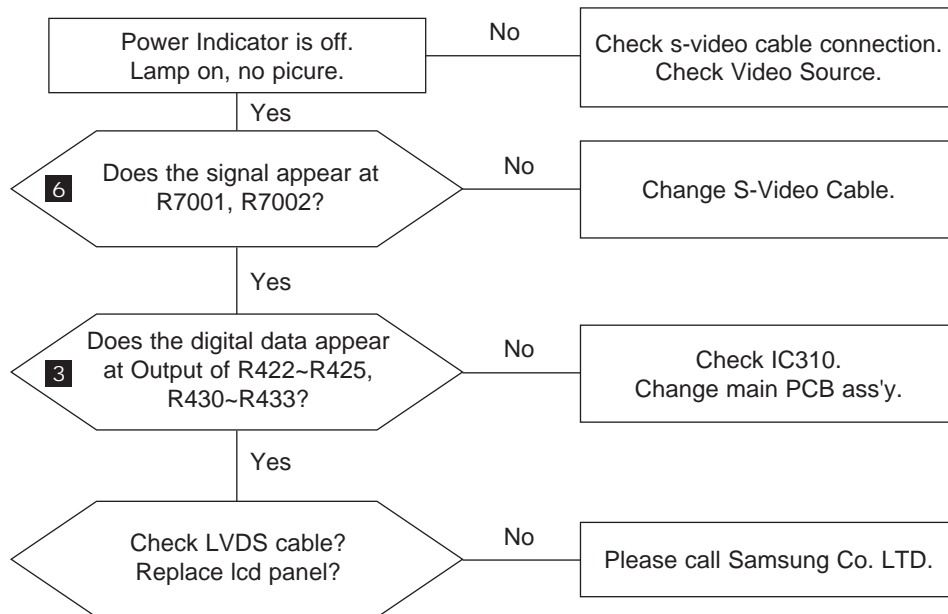 Power Indicator is off.
Lamp on, no picure.
No
Check s-video cable connection.
Check Video Source.
Yes
6
Does the signal appear at
R7001, R7002?
No
Change S-Video Cable.
Yes
3
Does the digital data appear
at Output of R422~R425,
R430~R433?
No
Check IC310.
Change main PCB ass'y.
Yes
Check LVDS cable?
Replace lcd panel?
No
Please call Samsung Co. LTD.